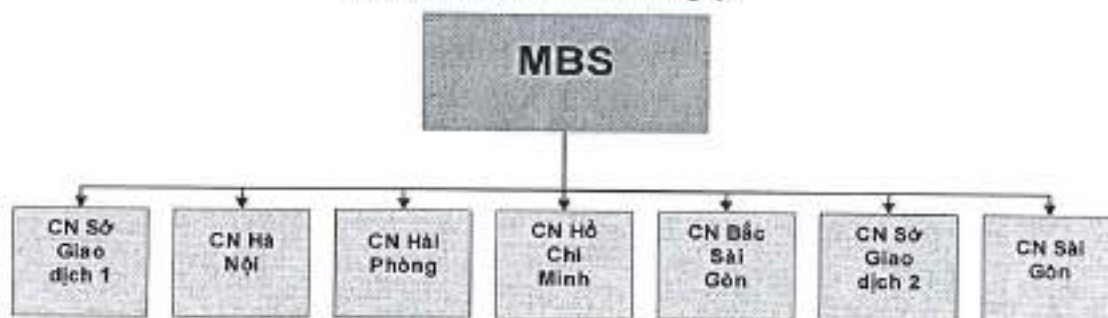 MBS
CN Sở
Giao
dịch 1
CN Hà
Nội
CN Hải
Phòng
CN Hồ
Chí
Minh
CN Bắc
Sài
Gòn
CN Sở
Giao
dịch 2
CN Sài
Gòn